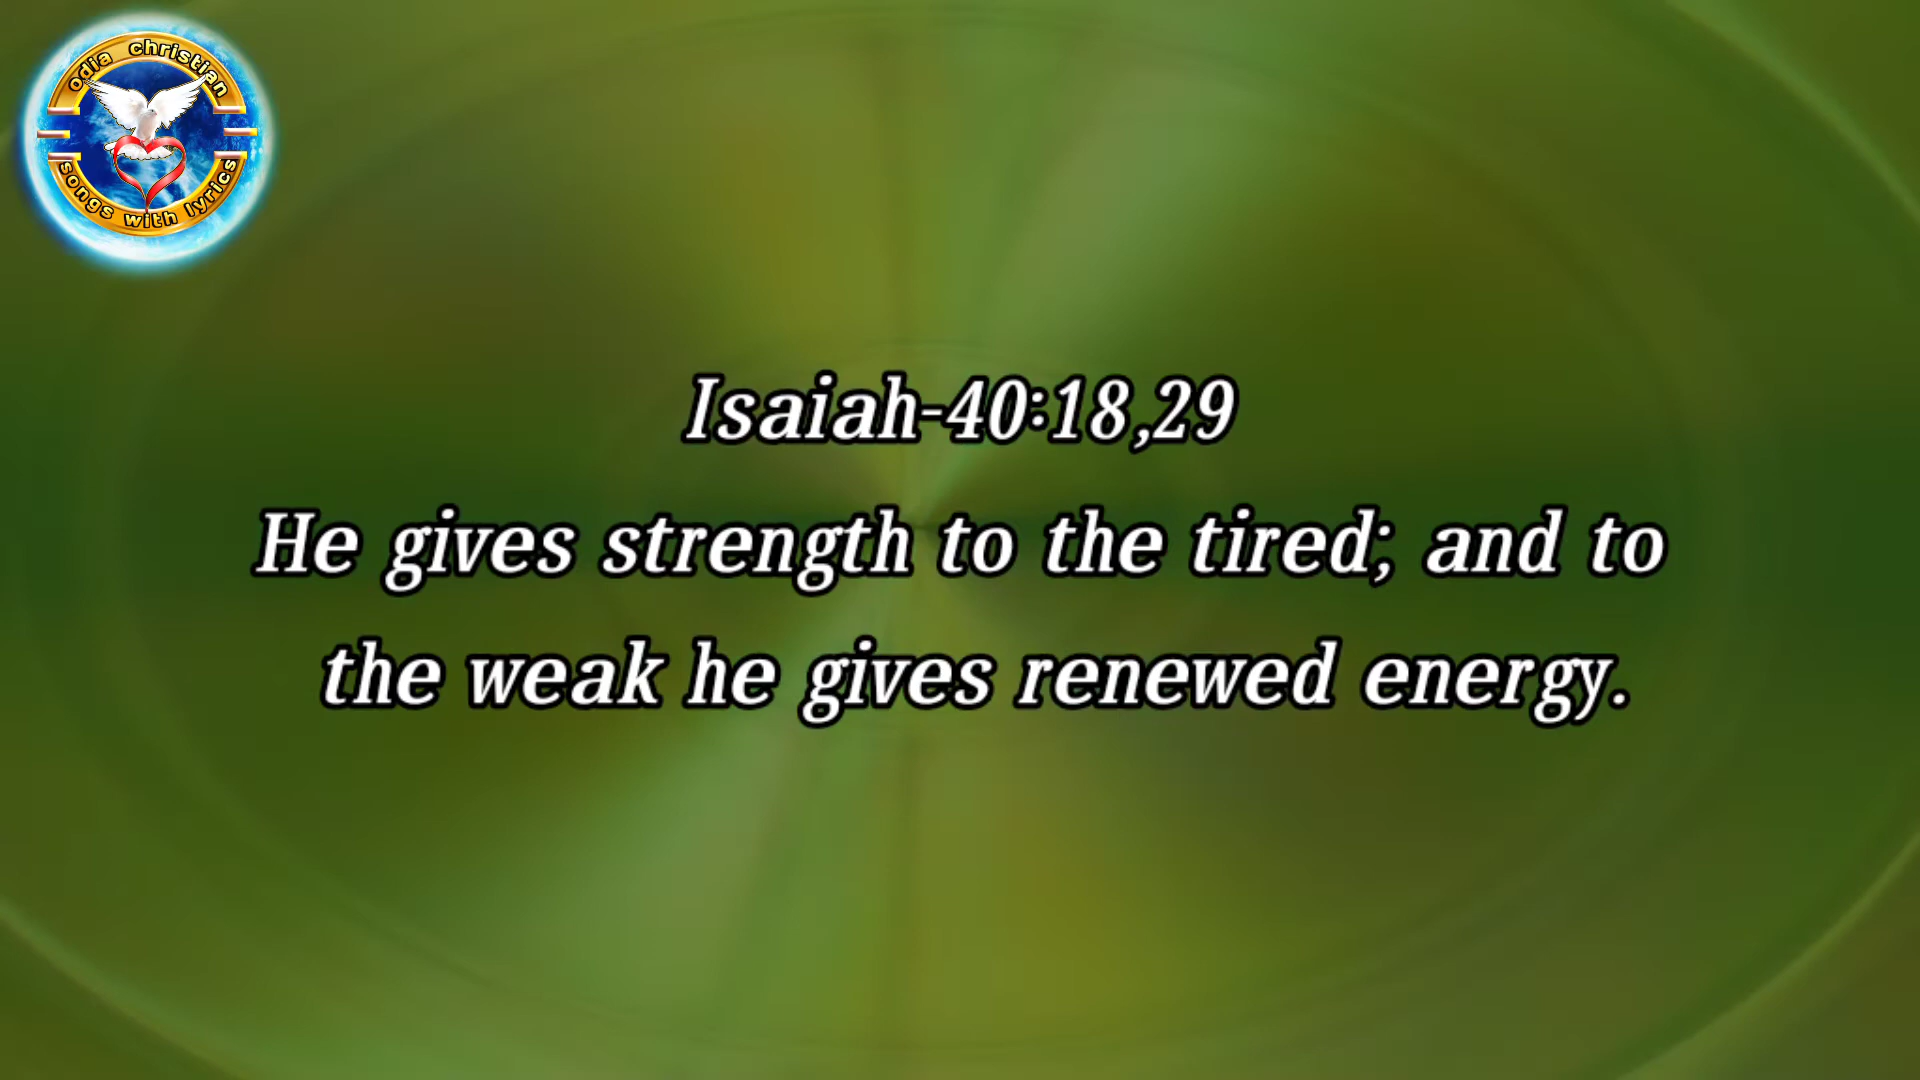 odia christian
songs with lyrics
Isaiah-40:18,29
He gives strength to the tired; and to
the weak he gives renewed energy.